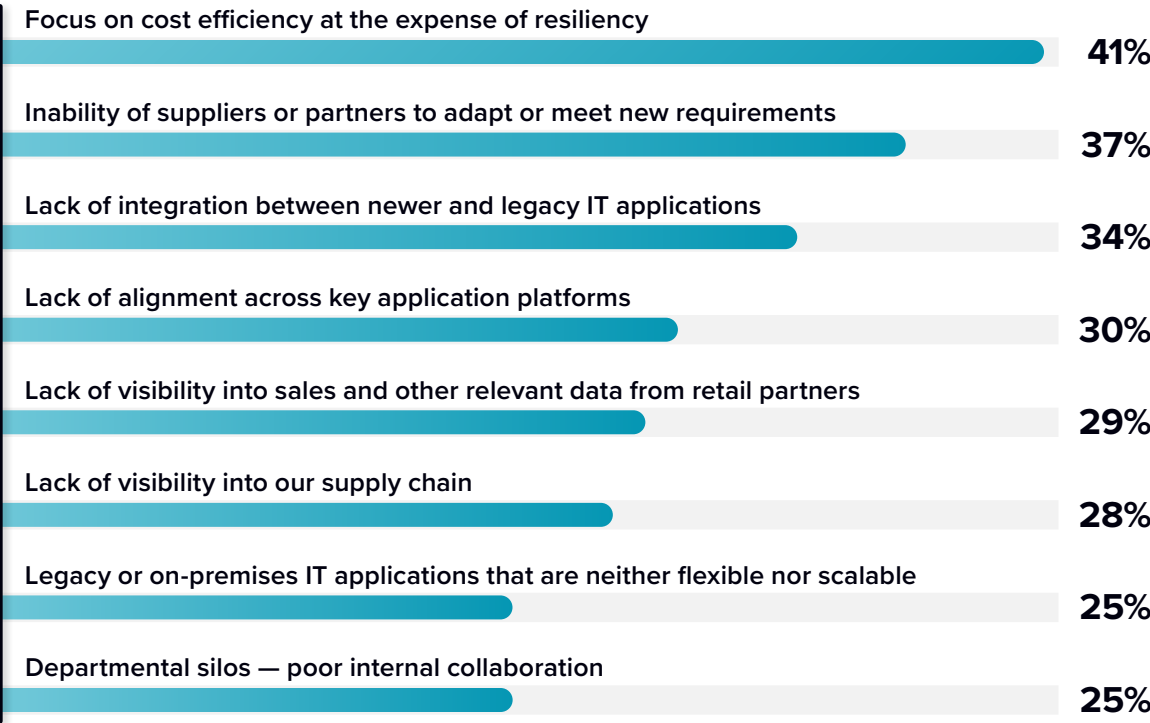 Focus on cost efficiency at the expense of resiliency
41%
Inability of suppliers or partners to adapt or meet new requirements
37%
Lack of integration between newer and legacy IT applications
34%
Lack of alignment across key application platforms
30%
Lack of visibility into sales and other relevant data from retail partners
29%
Lack of visibility into our supply chain
28%
Legacy or on-premises IT applications that are neither flexible nor scalable
25%
Departmental silos — poor internal collaboration
25%